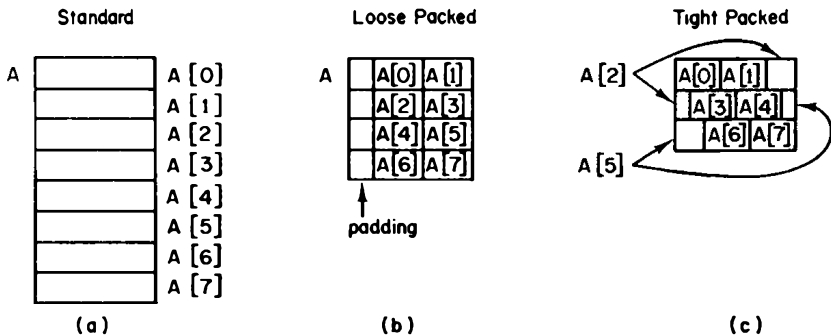 Standard
A
A [0]
A [1]
A [2]
A [3]
A [4]
A [5]
A [6]
A [7]
(a)
Loose Packed
A
A[0] A[1]
A[2] A[3]
A[4] A[5]
A[6] A[7]
padding
(b)
Tight Packed
A[2]
A[0] A[1]
A[3] A[4]
A[6] A[7]
A[5]
(c)